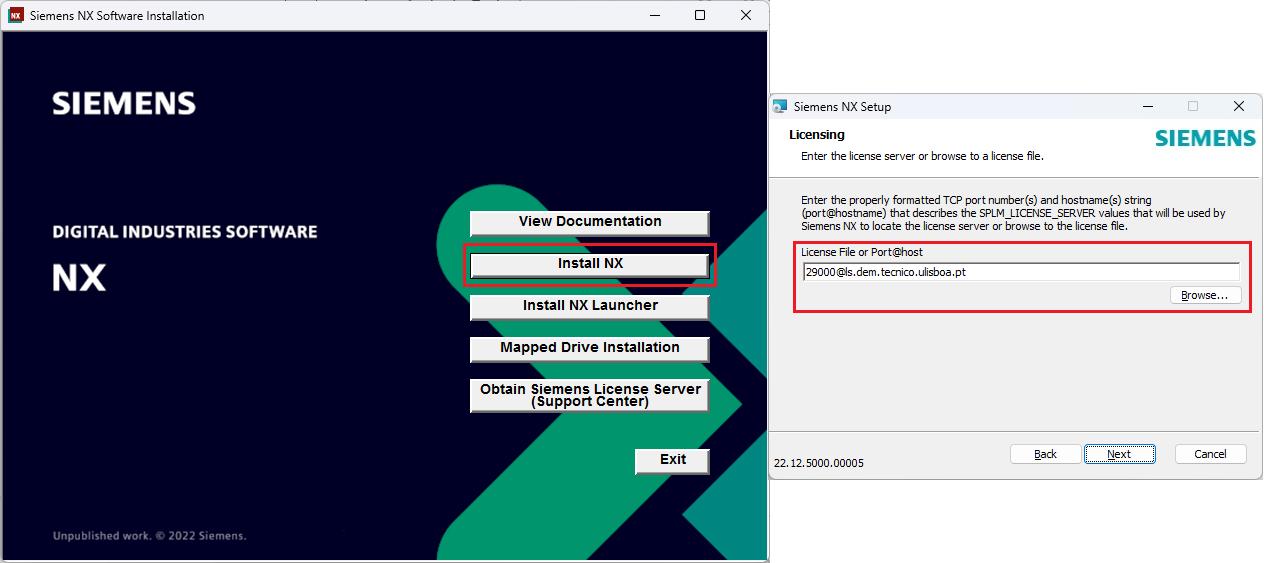 Siemens NX Software Installation
SIEMENS
DIGITAL INDUSTRIES SOFTWARE
NX
View Documentation
Install NX
Install NX Launcher
Mapped Drive Installation
Obtain Siemens License Server
(Support Center)
Exit
Unpublished work. © 2022 Siemens.
Siemens NX Setup
Licensing
Enter the license server or browse to a license file.
SIEMENS
Enter the properly formatted TCP port number(s) and hostname(s) string
(port@hostname) that describes the SPLM_LICENSE_SERVER values that will be used by
Siemens NX to locate the license server or browse to the license file.
License File or Port@host
29000@ls.dem.tecnico.ulisboa.pt
Browse...
22.12.5000.00005
Back
Next
Cancel